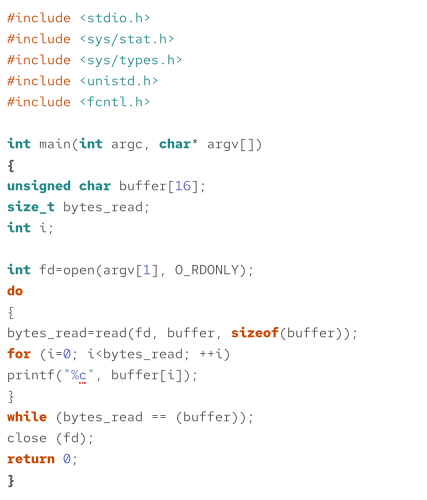 #include <stdio.h>
#include <sys/stat.h>
#include <sys/types.h>
#include <unistd.h>
#include <fcntl.h>
int main(int argc, char* argv[])
{
unsigned char buffer[16];
size_t bytes_read;
int i;
int fd=open(argv[1], O_RDONLY);
do
{
bytes_read=read(fd, buffer, sizeof(buffer));
for (i=0; i<bytes_read; ++i)
printf("%c", buffer[i]);
}
while (bytes_read == (buffer));
close (fd);
return 0;
}